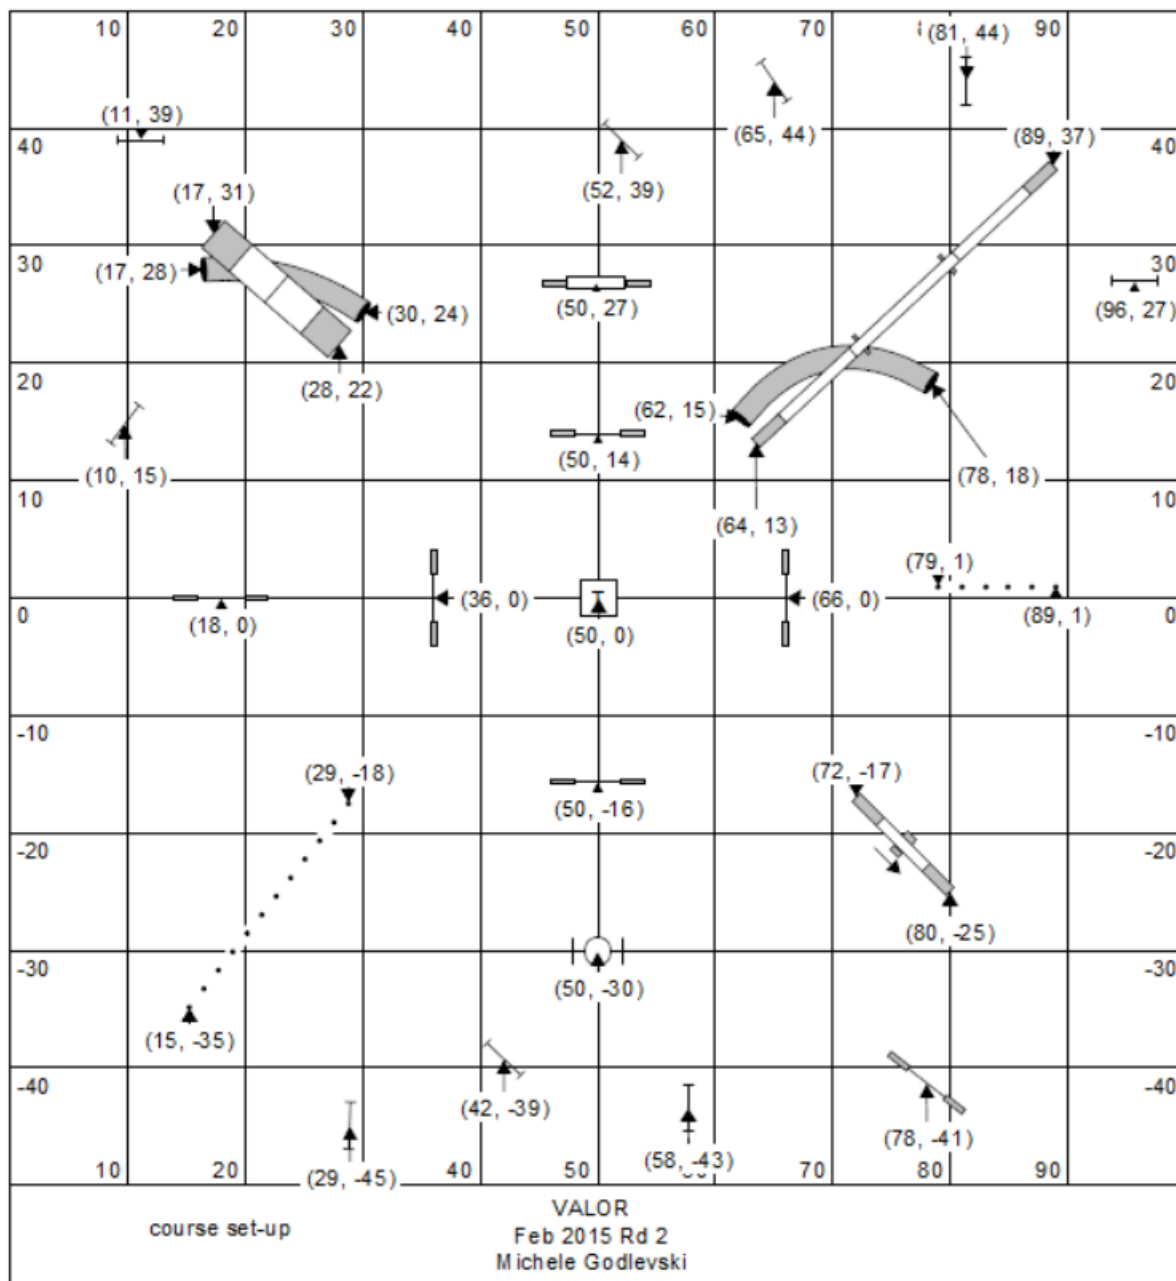 10 20 30 40 50 60 70 90
(81, 44)
(11, 39)
40 (65, 44) (89, 37) 40
(17, 31) (52, 39)
30 (17, 28) 30
(30, 24) (50, 27) (96, 27)
20 (28, 22) 20
(62, 15)
(10, 15) (50, 14) (78, 18)
10 10
(64, 13)
(79, 1)
0 (36, 0) (66, 0) 0
(18, 0) (50, 0) (89, 1)
-10 -10
(29, -18) (72, -17)
(50, -16)
-20 -20
(80, -25)
-30 -30
(50, -30)
(15, -35)
-40 -40
(42, -39)
(78, -41)
(58, -43)
10 20 40 50 70 80 90
(29, -45)
course set-up
VALOR
Feb 2015 Rd 2
Michele Godlevski